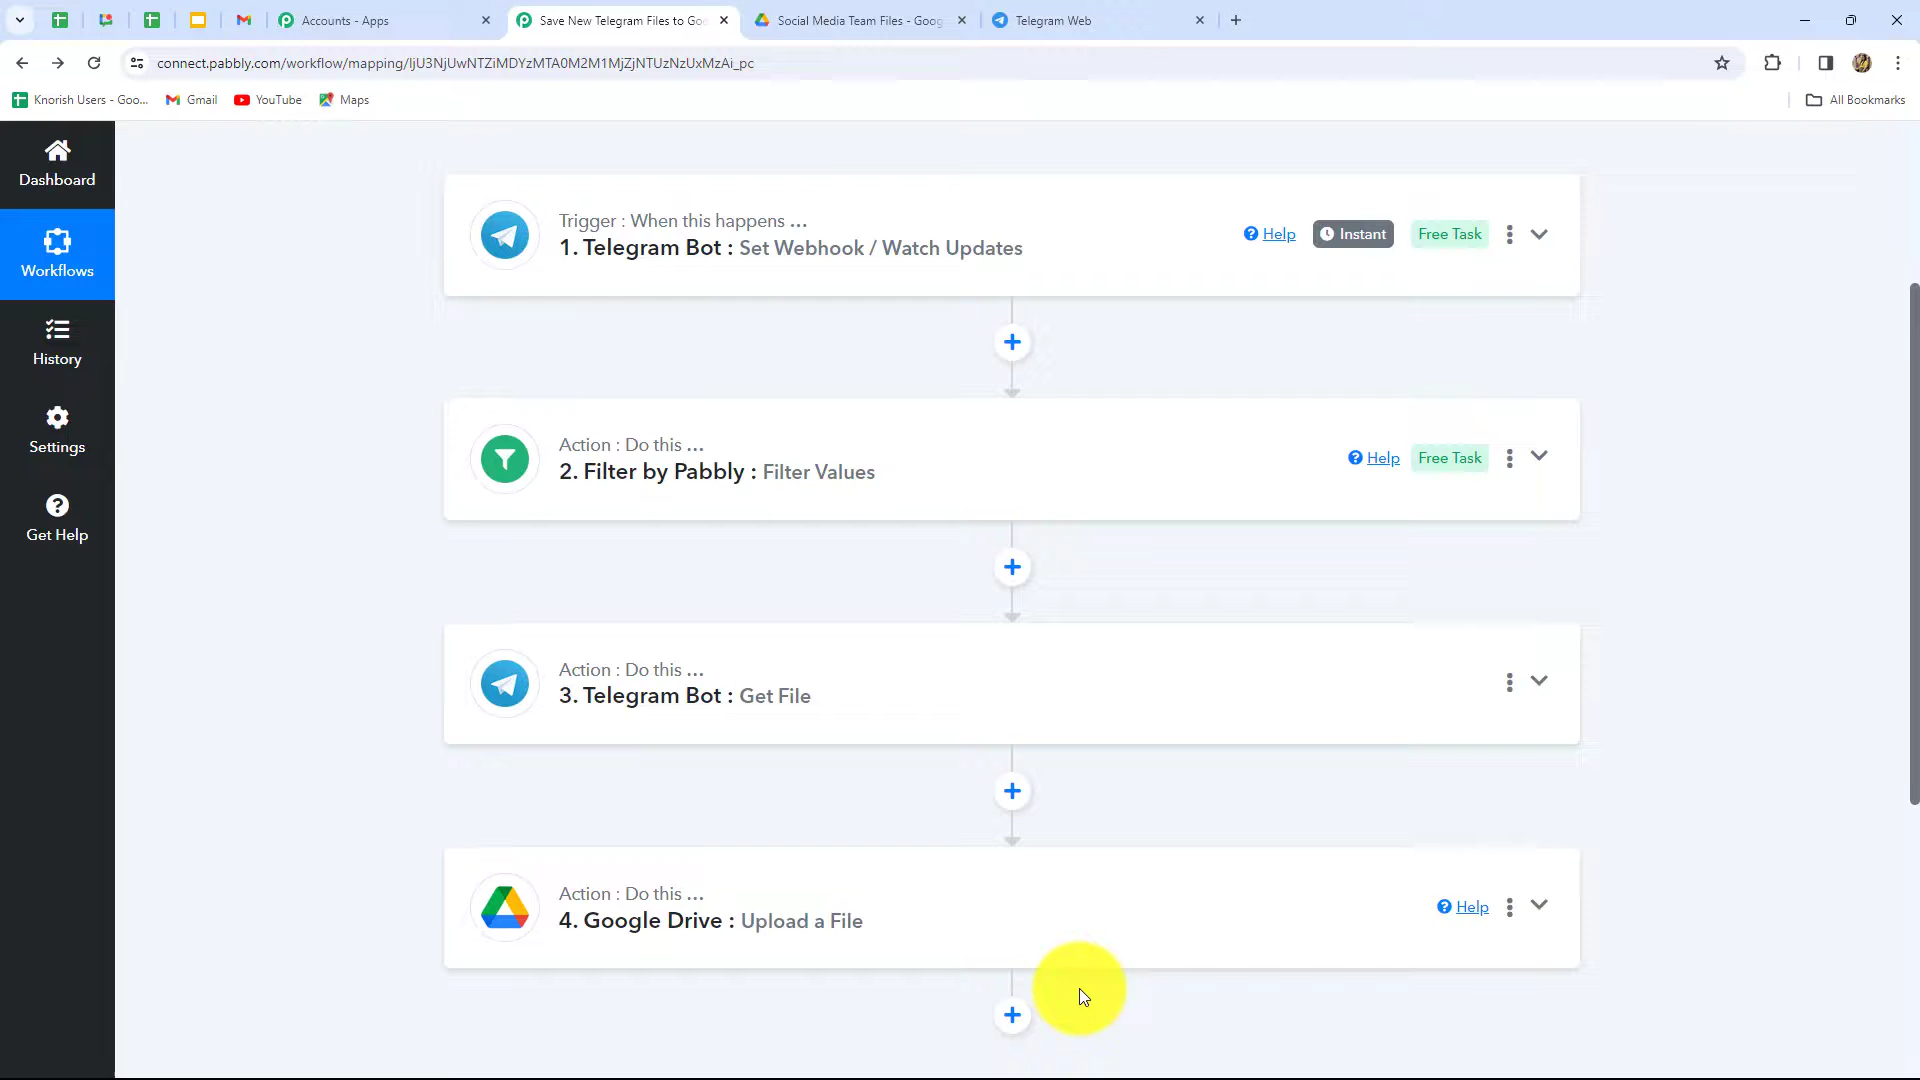 Accounts - Apps
Save New Telegram Files to Goo
Social Media Team Files - Goog
Telegram Web
connect.pabbly.com/workflow/mapping/IjU3NjUwNTZiMDYzMTA0M2M1MjZjNTUzNzUxMzAi_pc
Knorish Users - Goo...
Gmail
YouTube
Maps
All Bookmarks
Dashboard
Workflows
History
Settings
Get Help
Trigger : When this happens ...
1. Telegram Bot : Set Webhook / Watch Updates
Help
Instant
Free Task
Action : Do this ...
2. Filter by Pabbly : Filter Values
Help
Free Task
Action : Do this ...
3. Telegram Bot : Get File
Action : Do this ...
4. Google Drive : Upload a File
Help